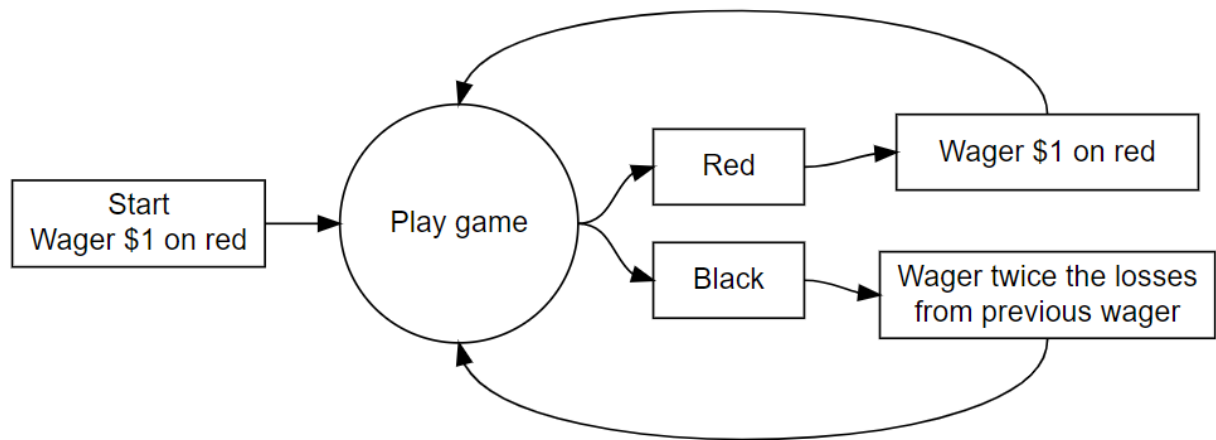 Start
Wager $1 on red
Play game
Red
Wager $1 on red
Black
Wager twice the losses
from previous wager